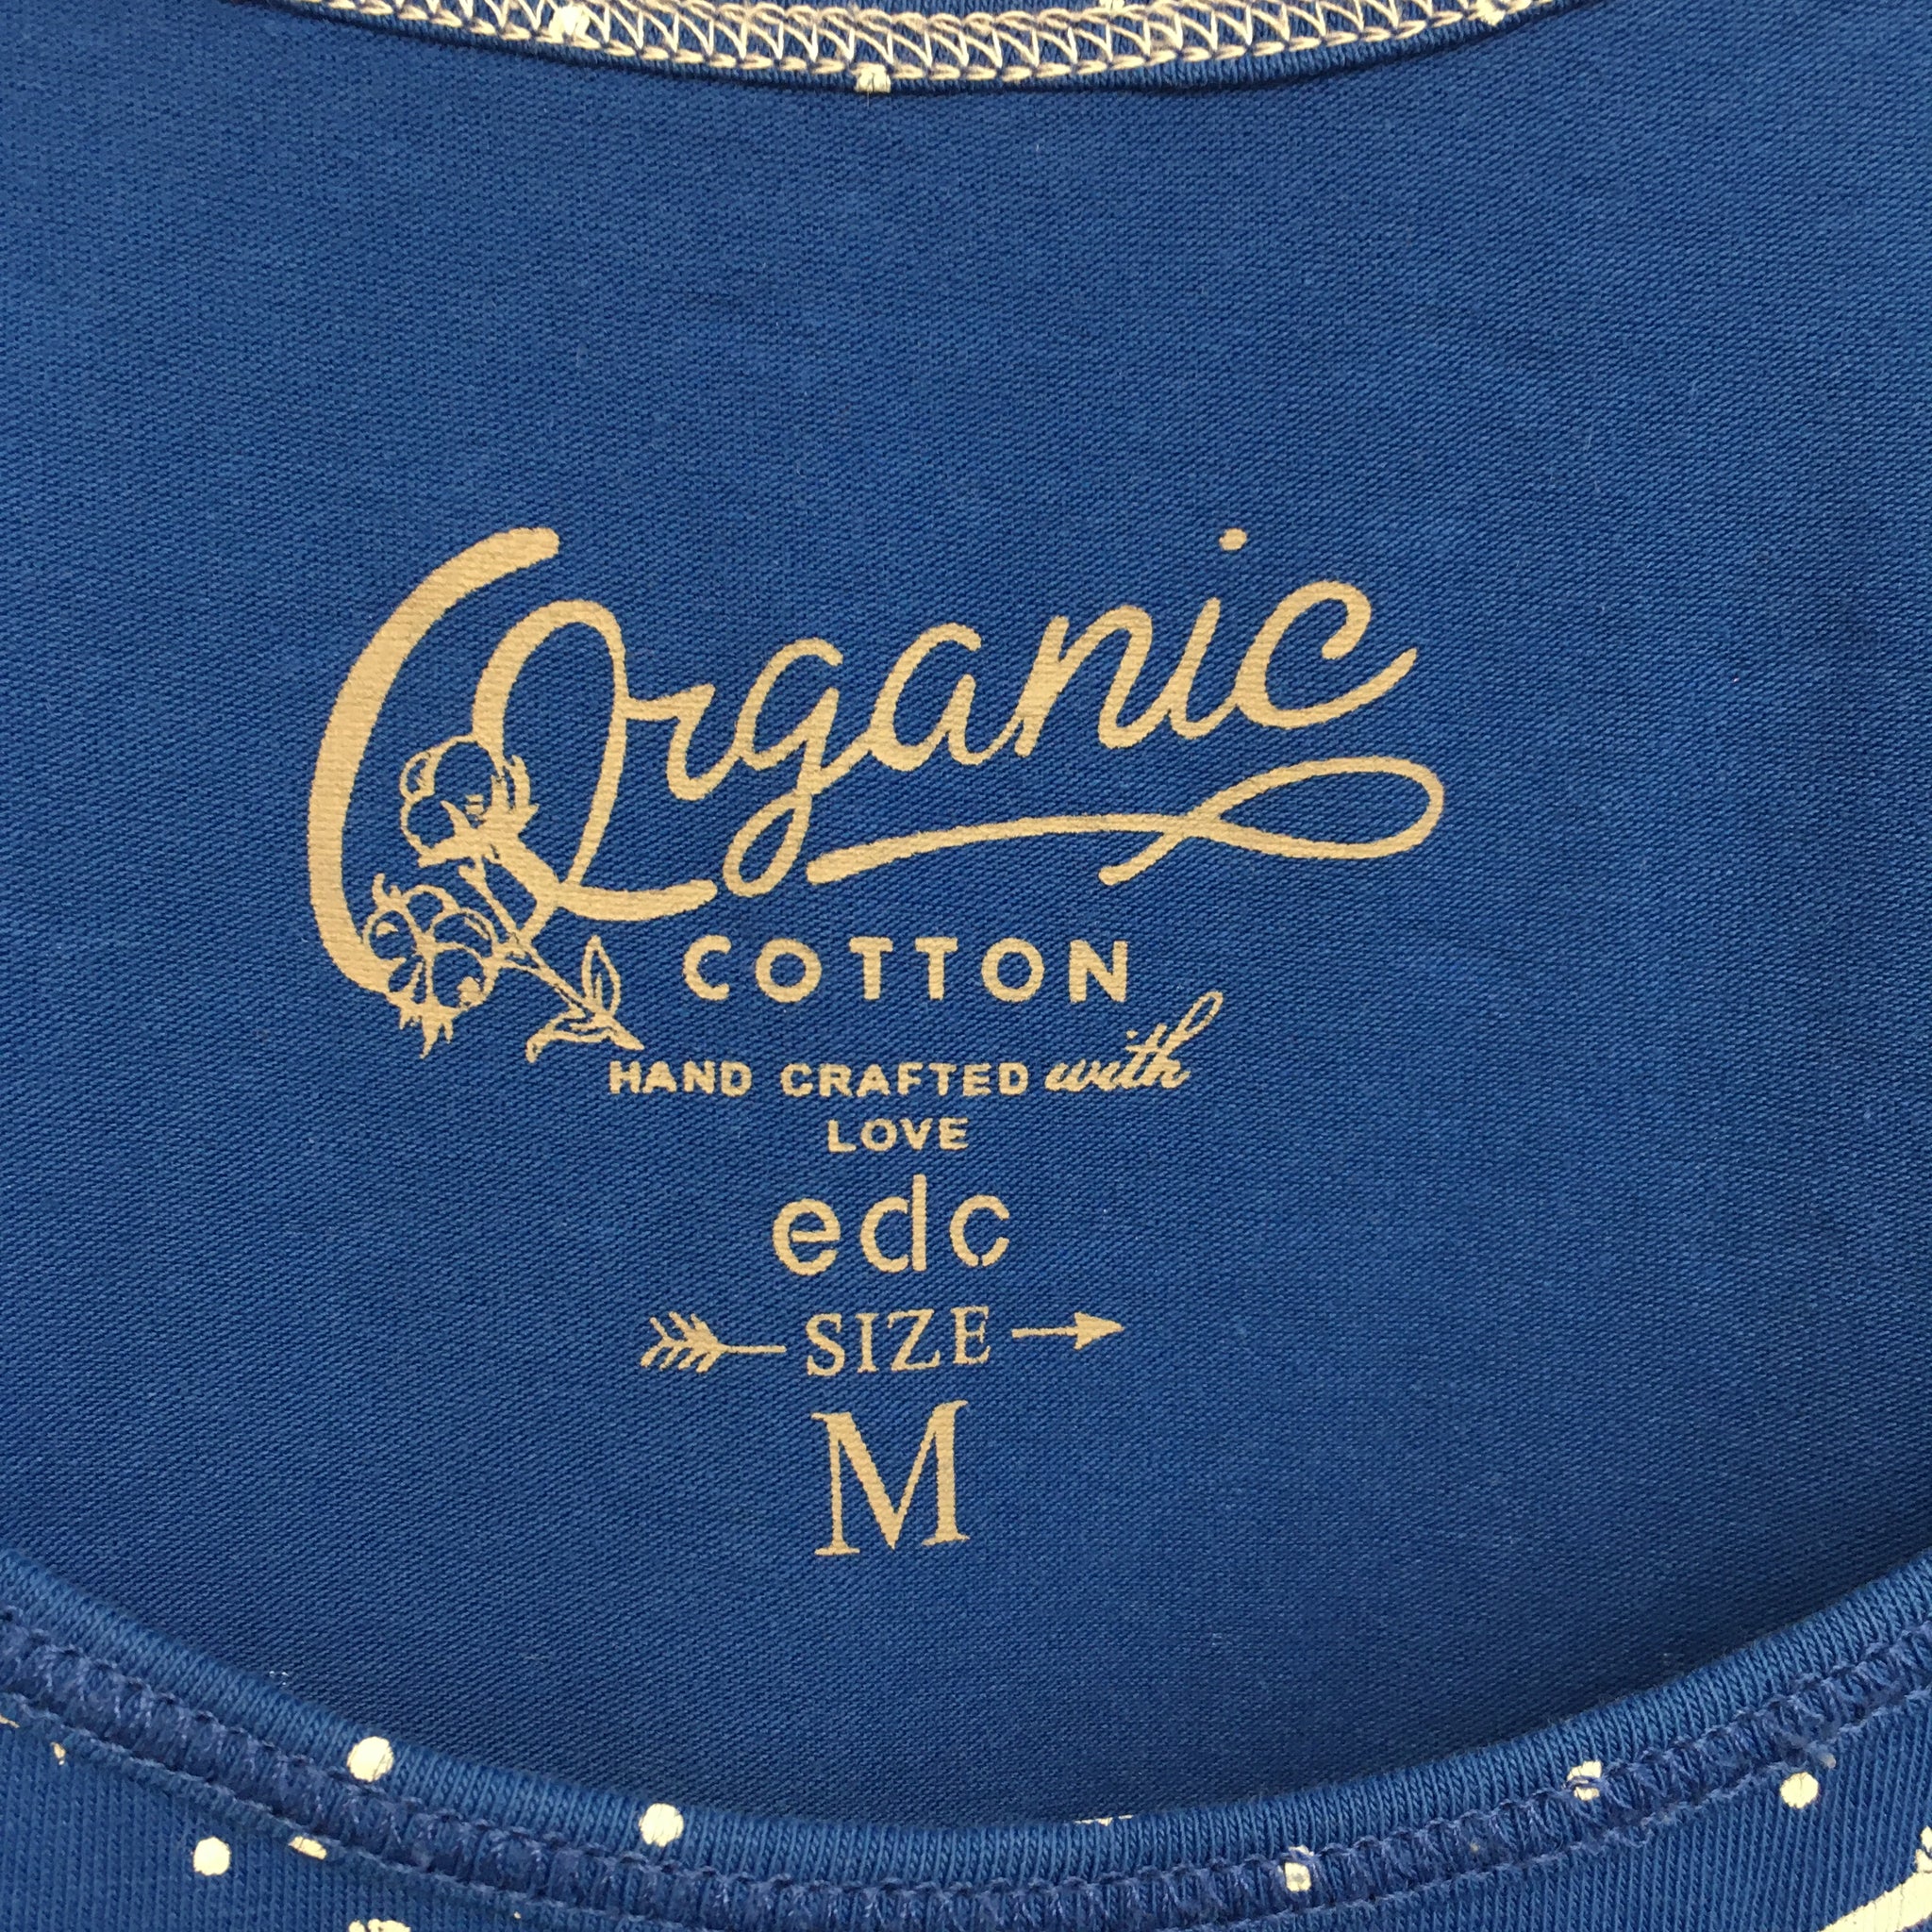 Organic
COTTON
HAND CRAFTED with
LOVE
edc
SIZE
M